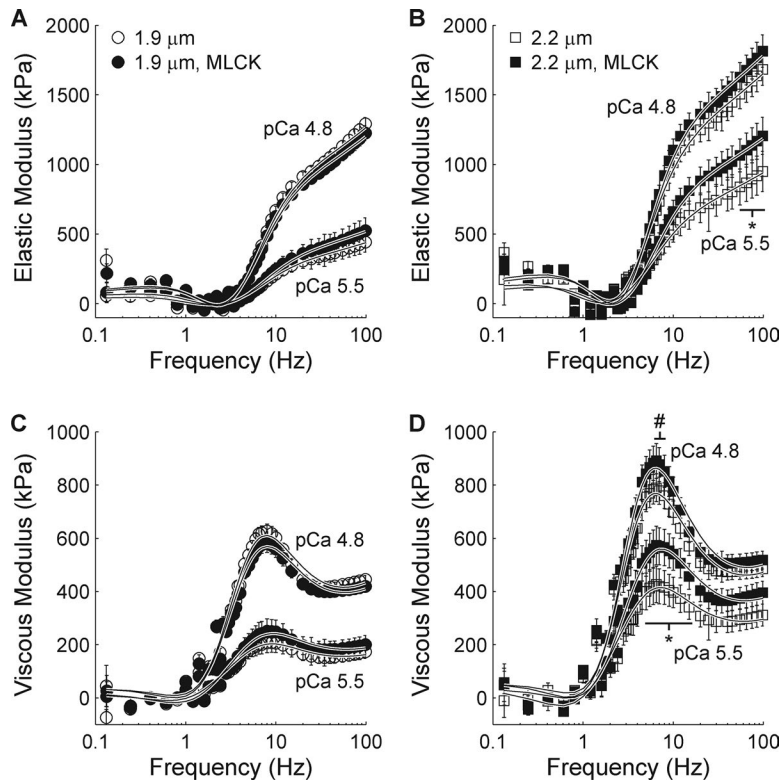 A
2000
1500
1000
500
0
Elastic Modulus (kPa)
1.9 μm
1.9 μm, MLCK
pCa 4.8
pCa 5.5
0.1 1 10 100
Frequency (Hz)
B
2000
1500
1000
500
0
Elastic Modulus (kPa)
2.2 μm
2.2 μm, MLCK
pCa 4.8
*
pCa 5.5
0.1 1 10 100
Frequency (Hz)
C
1000
800
600
400
200
0
Viscous Modulus (kPa)
pCa 4.8
pCa 5.5
0.1 1 10 100
Frequency (Hz)
D
1000
800
600
400
200
0
Viscous Modulus (kPa)
#
pCa 4.8
*
pCa 5.5
0.1 1 10 100
Frequency (Hz)